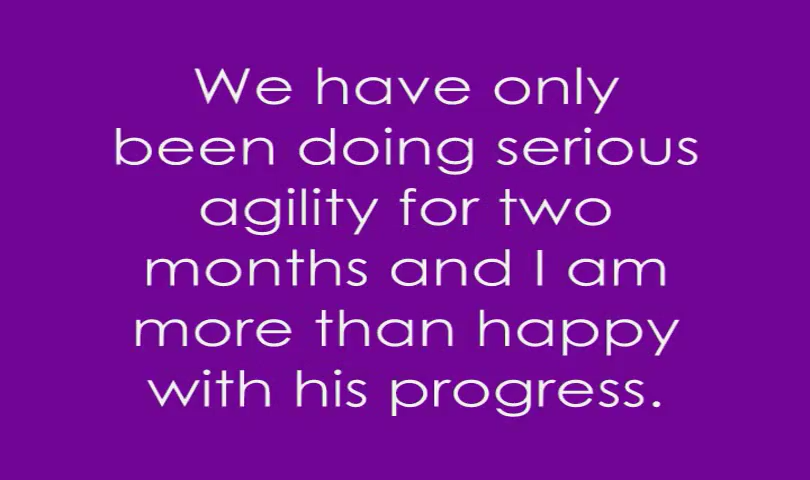 We have only
been doing serious
agility for two
months and I am
more than happy
with his progress.